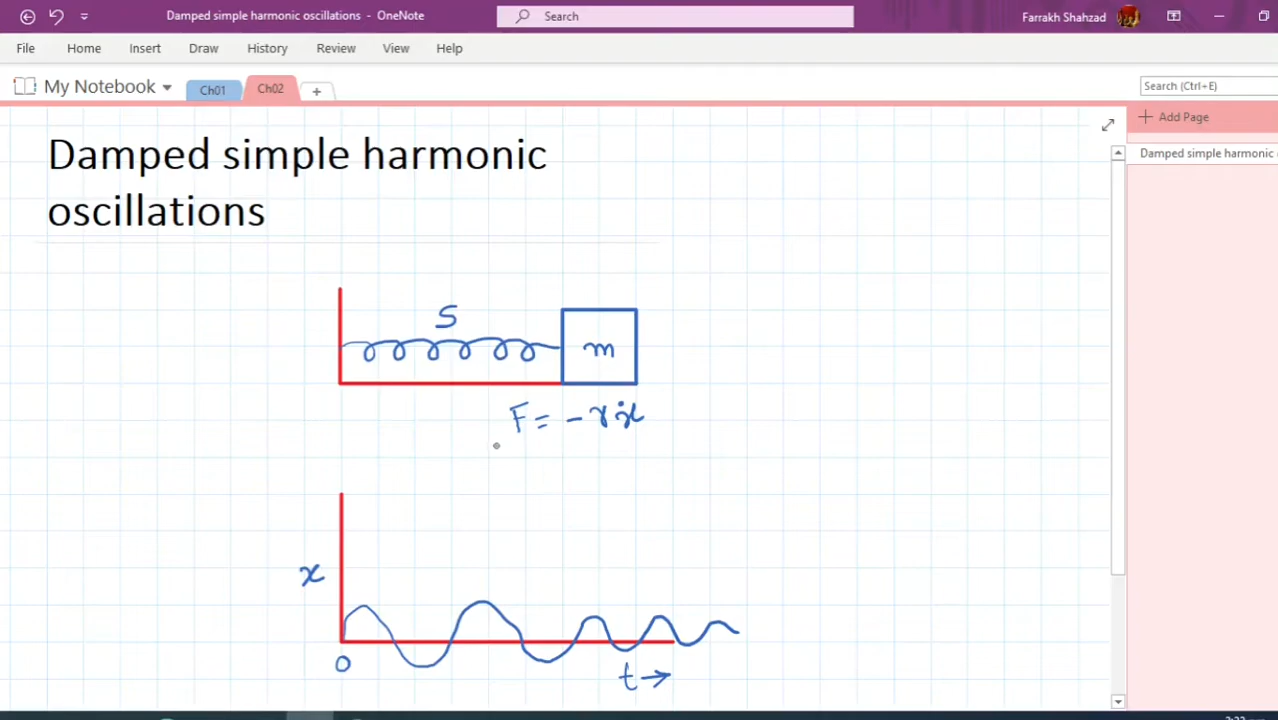 Damped simple harmonic oscillations - OneNote
Search
Farrakh Shahzad
File Home Insert Draw History Review View Help
My Notebook
Ch01
Ch02
+
Search (Ctrl+E)
+ Add Page
Damped simple harmonic
Damped simple harmonic
oscillations
S
m
F = - rẋ
x
0
t →